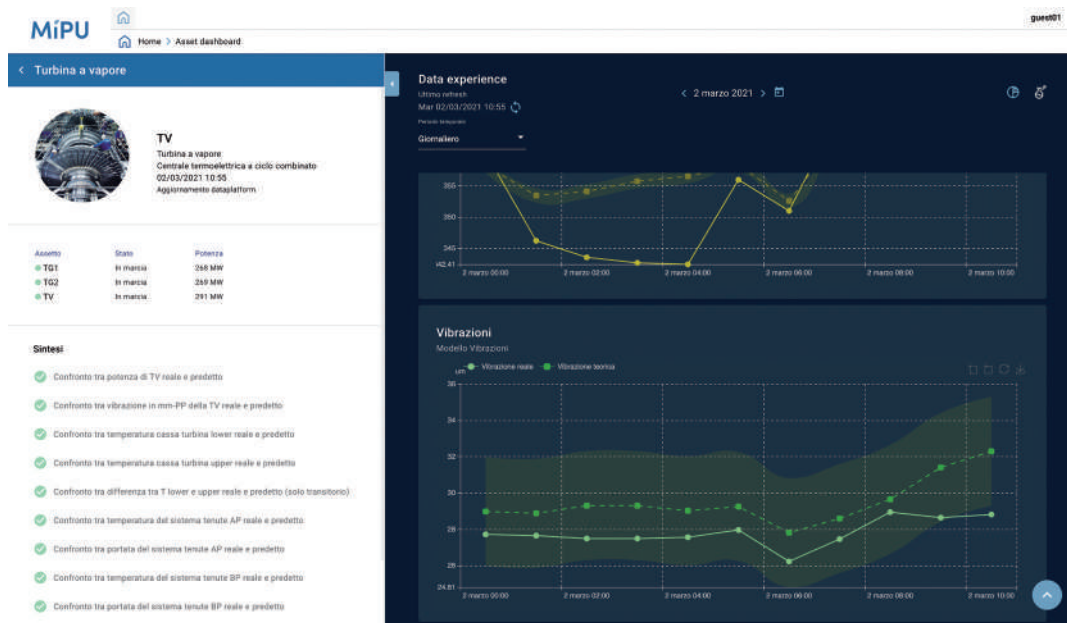 MIPU
guest01
Home > Asset dashboard
< Turbina a vapore
TV
Turbina a vapore
Centrale termoelettrica a ciclo combinato
02/03/2021 10:55
Aggiornamento dataplatform
Assetto Stato Potenza
TG1 In marcia 268 MW
TG2 In marcia 269 MW
TV In marcia 291 MW
Sintesi
Confronto tra potenza di TV reale e predetto
Confronto tra vibrazione in mm-PP della TV reale e predetto
Confronto tra temperatura cassa turbina lower reale e predetto
Confronto tra temperatura cassa turbina upper reale e predetto
Confronto tra differenza tra T lower e upper reale e predetto (solo transitorio)
Confronto tra temperatura del sistema tenute AP reale e predetto
Confronto tra portata del sistema tenute AP reale e predetto
Confronto tra temperatura del sistema tenute BP reale e predetto
Confronto tra portata del sistema tenute BP reale e predetto
Data experience
Ultimo refresh
Mar 02/03/2021 10:55
Periodo temporale
Giornaliero
< 2 marzo 2021 >
355
350
345
342.41
2 marzo 00:00 2 marzo 02:00 2 marzo 04:00 2 marzo 06:00 2 marzo 08:00 2 marzo 10:00
Vibrazioni
Modello Vibrazioni
um Vibrazione reale Vibrazione teorica
36
34
32
30
28
26
24.81
2 marzo 00:00 2 marzo 02:00 2 marzo 04:00 2 marzo 06:00 2 marzo 08:00 2 marzo 10:00